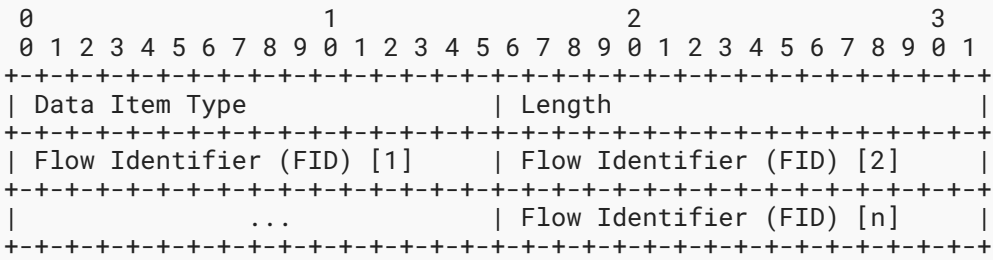 0                   1                   2                   3
 0 1 2 3 4 5 6 7 8 9 0 1 2 3 4 5 6 7 8 9 0 1 2 3 4 5 6 7 8 9 0 1
+-+-+-+-+-+-+-+-+-+-+-+-+-+-+-+-+-+-+-+-+-+-+-+-+-+-+-+-+-+-+-+-+
| Data Item Type                | Length                        |
+-+-+-+-+-+-+-+-+-+-+-+-+-+-+-+-+-+-+-+-+-+-+-+-+-+-+-+-+-+-+-+-+
| Flow Identifier (FID) [1]     | Flow Identifier (FID) [2]     |
+-+-+-+-+-+-+-+-+-+-+-+-+-+-+-+-+-+-+-+-+-+-+-+-+-+-+-+-+-+-+-+-+
|               ...             | Flow Identifier (FID) [n]     |
+-+-+-+-+-+-+-+-+-+-+-+-+-+-+-+-+-+-+-+-+-+-+-+-+-+-+-+-+-+-+-+-+